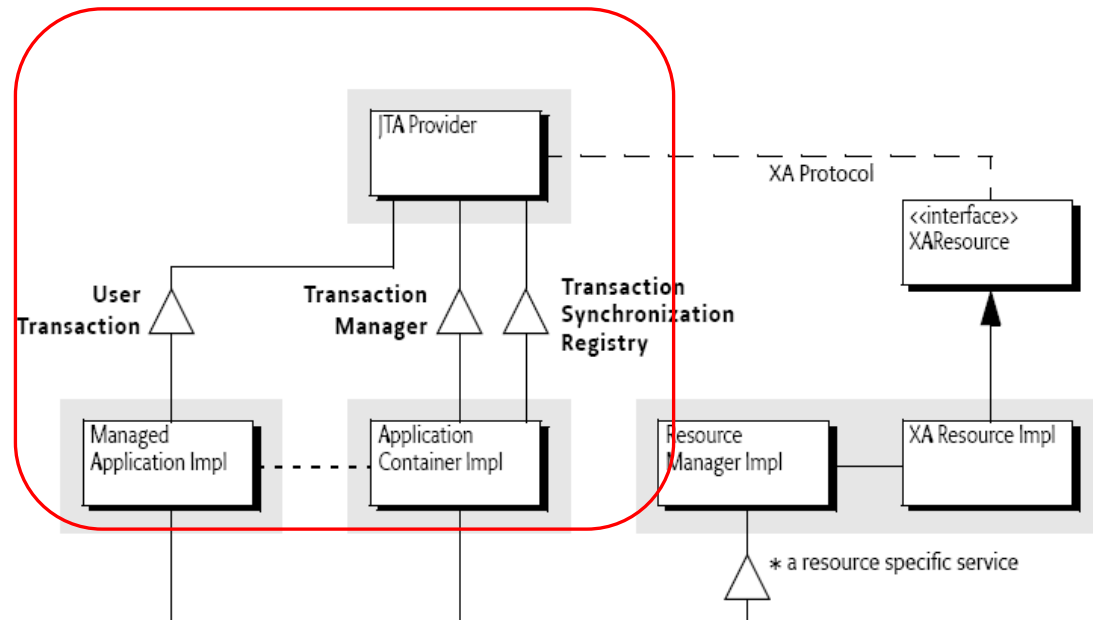 JTA Provider
XA Protocol
<<interface>>
XAResource
User
Transaction
Transaction
Manager
Transaction
Synchronization
Registry
Managed
Application Impl
Application
Container Impl
Resource
Manager Impl
XA Resource Impl
* a resource specific service